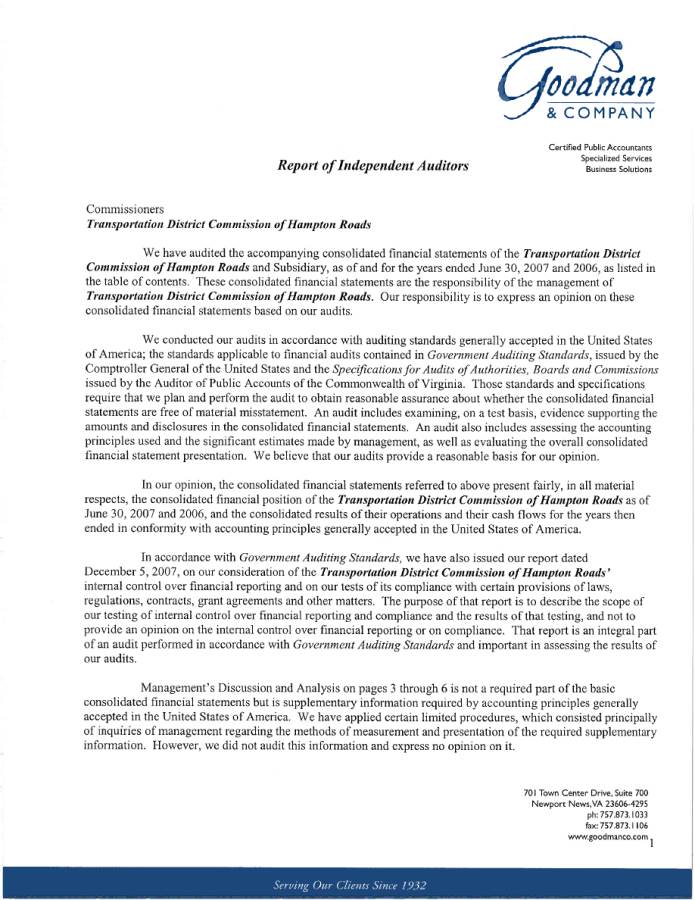 Goodman
& COMPANY
Certified Public Accountants
Specialized Services
Business Solutions
Report of Independent Auditors
Commissioners
Transportation District Commission of Hampton Roads
We have audited the accompanying consolidated financial statements of the Transportation District
Commission of Hampton Roads and Subsidiary, as of and for the years ended June 30, 2007 and 2006, as listed in
the table of contents. These consolidated financial statements are the responsibility of the management of
Transportation District Commission of Hampton Roads. Our responsibility is to express an opinion on these
consolidated financial statements based on our audits.
We conducted our audits in accordance with auditing standards generally accepted in the United States
of America; the standards applicable to financial audits contained in Government Auditing Standards, issued by the
Comptroller General of the United States and the Specifications for Audits of Authorities, Boards and Commissions
issued by the Auditor of Public Accounts of the Commonwealth of Virginia. Those standards and specifications
require that we plan and perform the audit to obtain reasonable assurance about whether the consolidated financial
statements are free of material misstatement. An audit includes examining, on a test basis, evidence supporting the
amounts and disclosures in the consolidated financial statements. An audit also includes assessing the accounting
principles used and the significant estimates made by management, as well as evaluating the overall consolidated
financial statement presentation. We believe that our audits provide a reasonable basis for our opinion.
In our opinion, the consolidated financial statements referred to above present fairly, in all material
respects, the consolidated financial position of the Transportation District Commission of Hampton Roads as of
June 30, 2007 and 2006, and the consolidated results of their operations and their cash flows for the years then
ended in conformity with accounting principles generally accepted in the United States of America.
In accordance with Government Auditing Standards, we have also issued our report dated
December 5, 2007, on our consideration of the Transportation District Commission of Hampton Roads'
internal control over financial reporting and on our tests of its compliance with certain provisions of laws,
regulations, contracts, grant agreements and other matters. The purpose of that report is to describe the scope of
our testing of internal control over financial reporting and compliance and the results of that testing, and not to
provide an opinion on the internal control over financial reporting or on compliance. That report is an integral part
of an audit performed in accordance with Government Auditing Standards and important in assessing the results of
our audits.
Management's Discussion and Analysis on pages 3 through 6 is not a required part of the basic
consolidated financial statements but is supplementary information required by accounting principles generally
accepted in the United States of America. We have applied certain limited procedures, which consisted principally
of inquiries of management regarding the methods of measurement and presentation of the required supplementary
information. However, we did not audit this information and express no opinion on it.
701 Town Center Drive, Suite 700
Newport News, VA 23606-4295
ph: 757.873.1033
fax: 757.873.1106
www.goodmanco.com
1
Serving Our Clients Since 1932